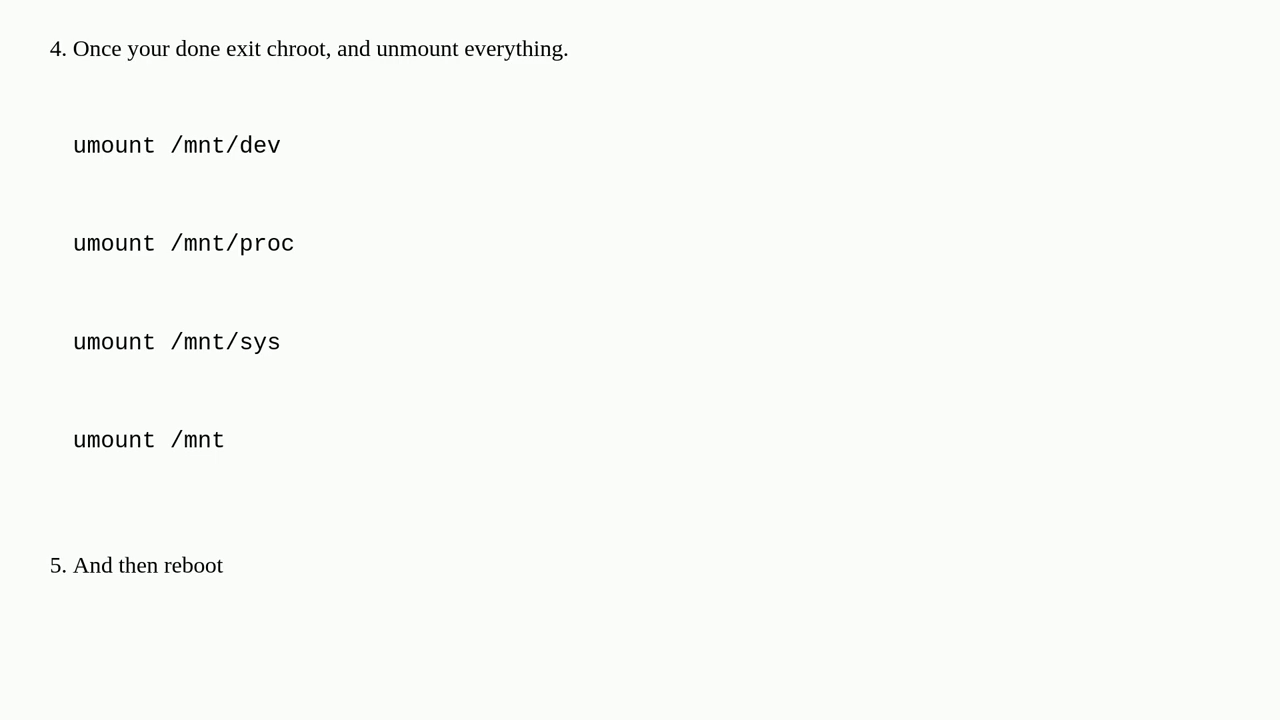 4. Once your done exit chroot, and unmount everything.
umount /mnt/dev
umount /mnt/proc
umount /mnt/sys
umount /mnt
5. And then reboot